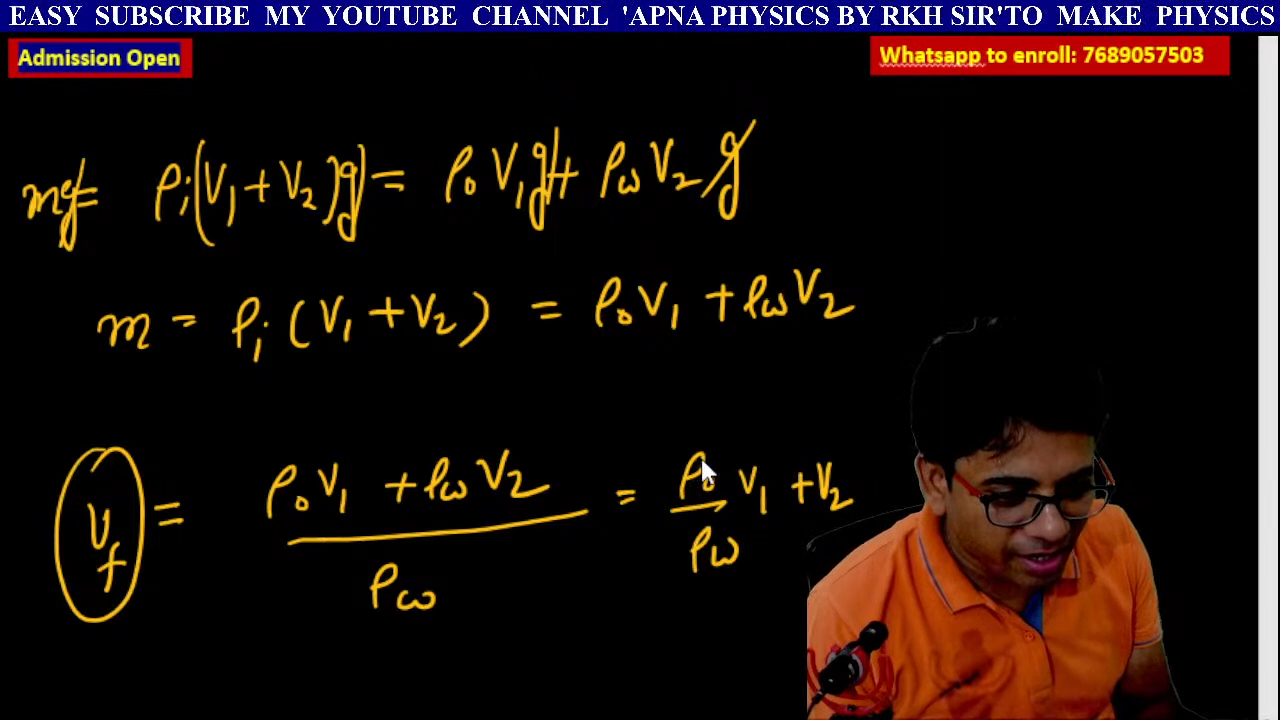 EASY SUBSCRIBE MY YOUTUBE CHANNEL 'APNA PHYSICS BY RKH SIR'TO MAKE PHYSICS
Admission Open
Whatsapp to enroll: 7689057503
mg = ρi(V1 + V2)g = ρo V1 g + ρw V2 g
m = ρi (V1 + V2) = ρo V1 + ρw V2
Vf = (ρo V1 + ρw V2) / ρw = ρo/ρw V1 + V2